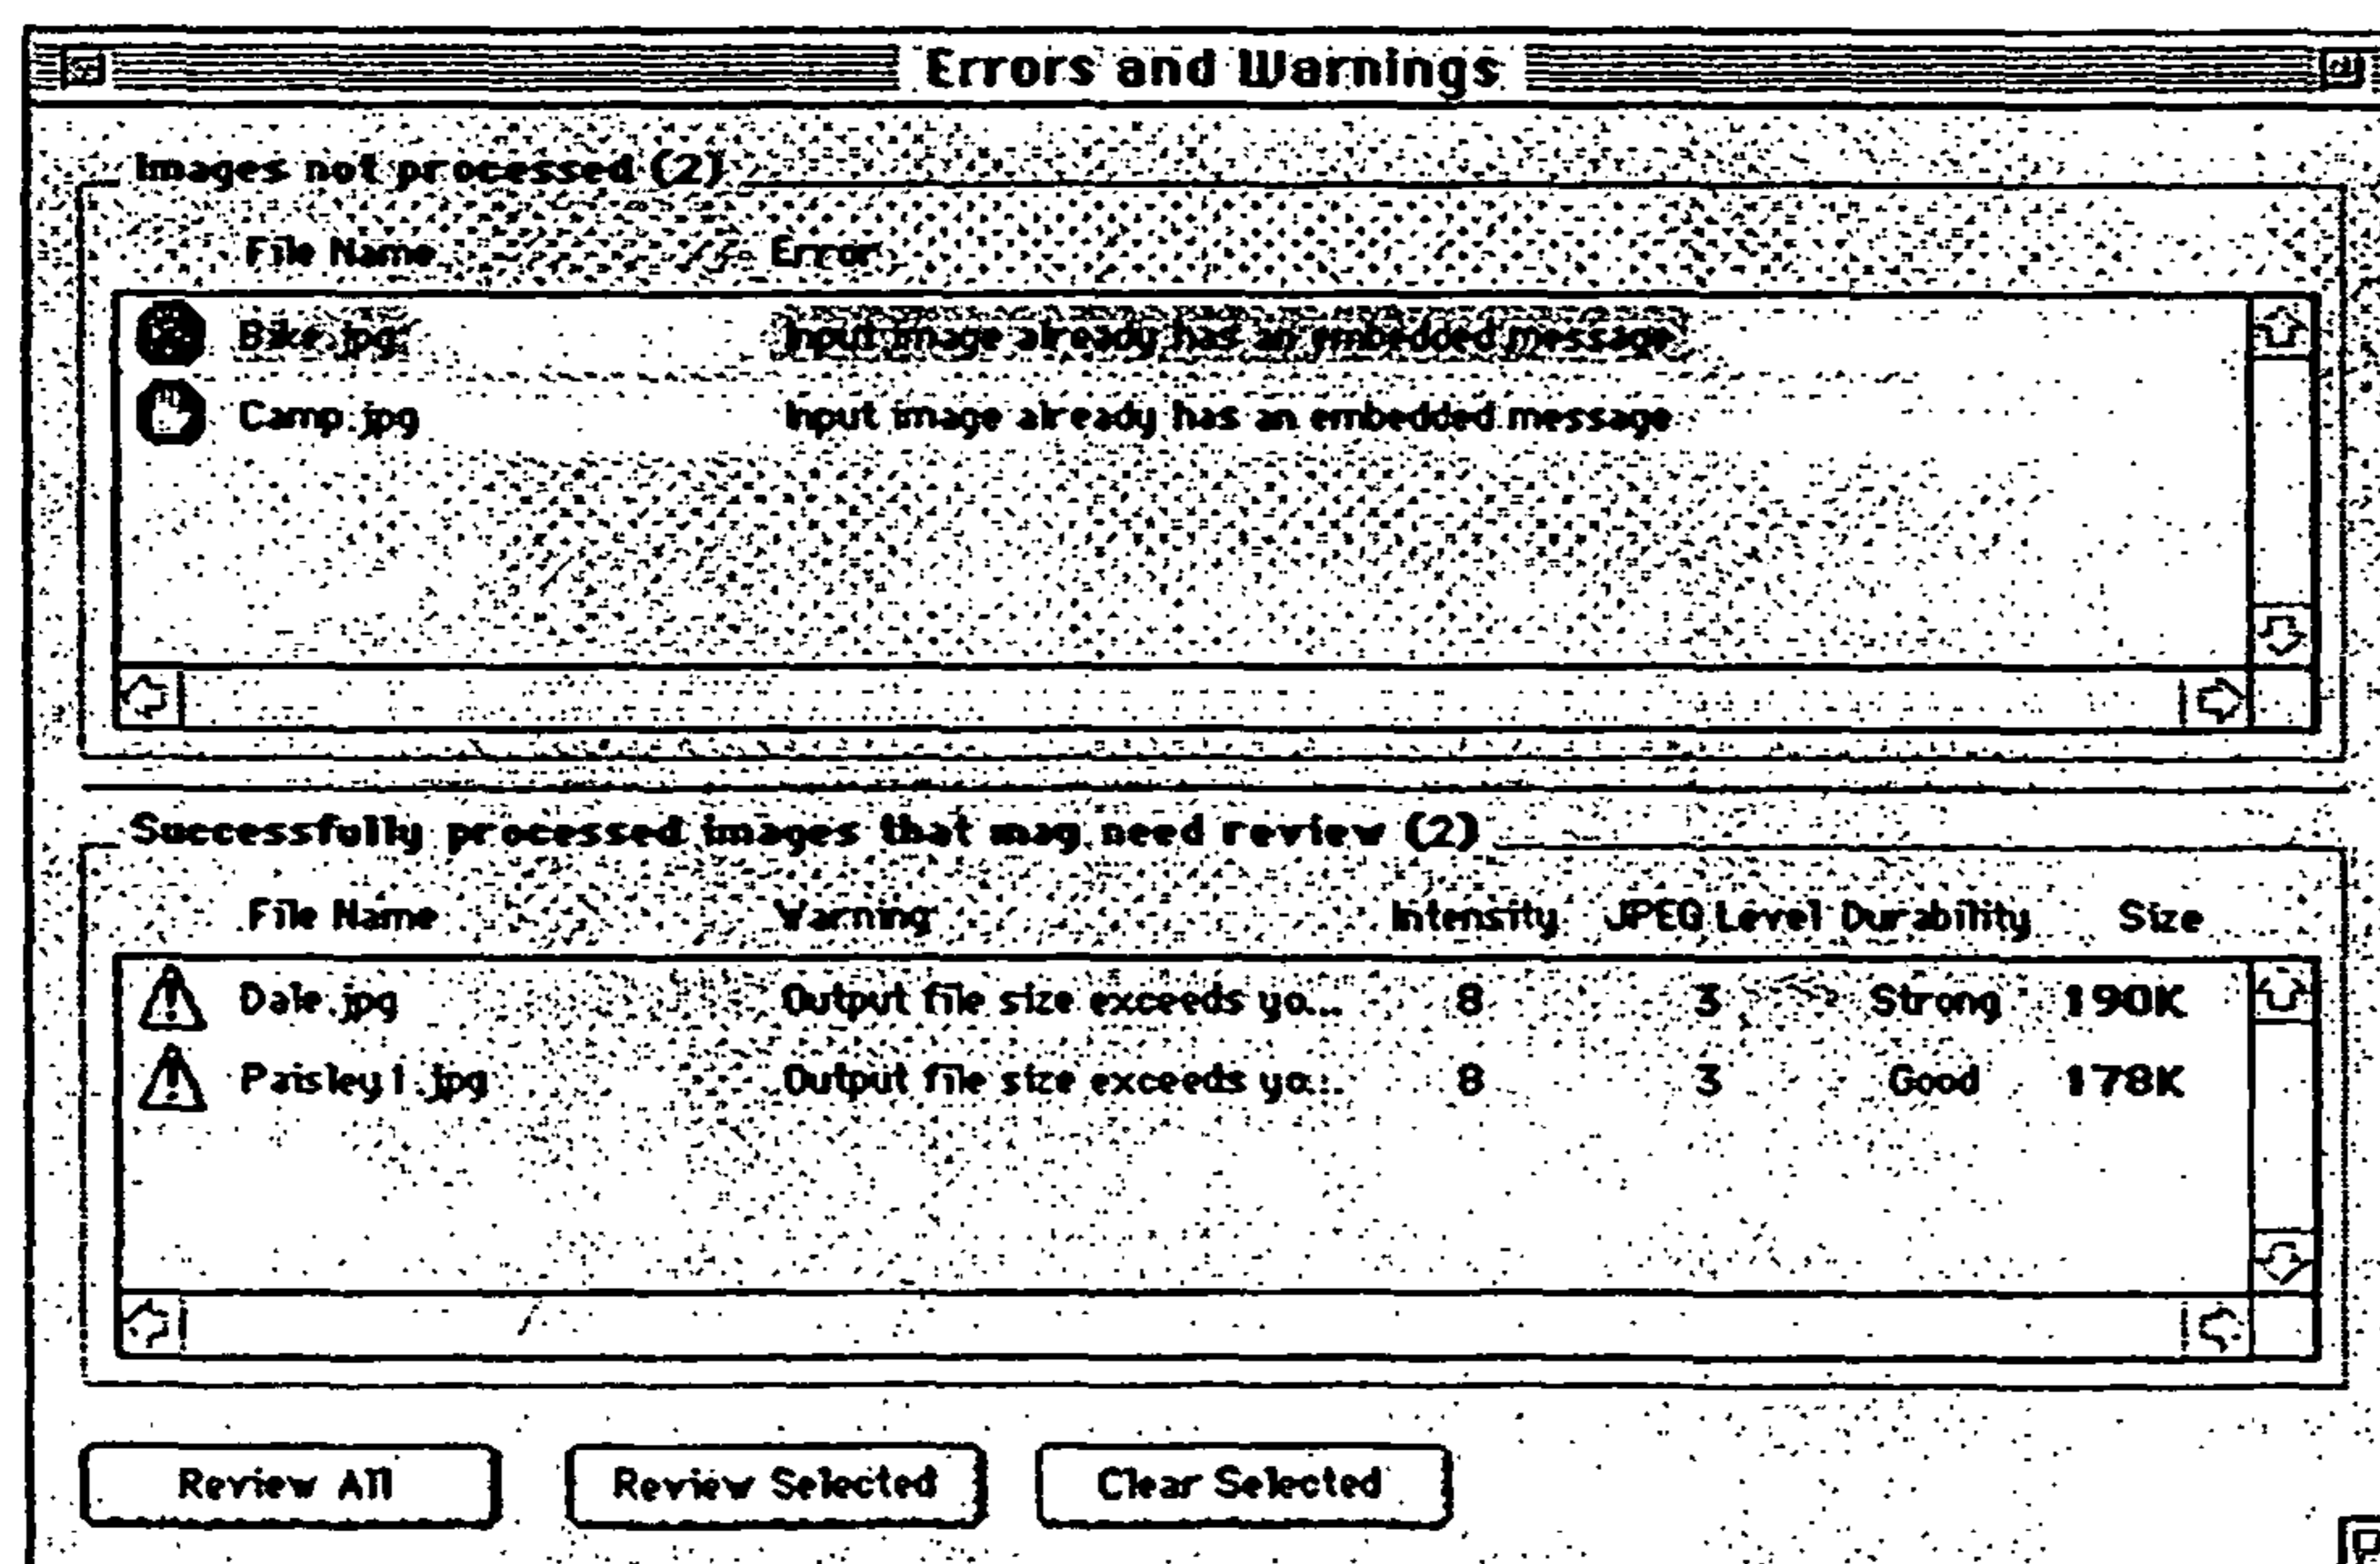 Errors and Warnings
Images not processed (2)
File Name Error
Bike.jpg Input image already has an embedded message
Camp.jpg Input image already has an embedded message
Successfully processed images that may need review (2)
File Name Warning Intensity JPEG Level Durability Size
Dale.jpg Output file size exceeds yo... 8 3 Strong 190K
Paisley1.jpg Output file size exceeds yo... 8 3 Good 178K
Review All Review Selected Clear Selected